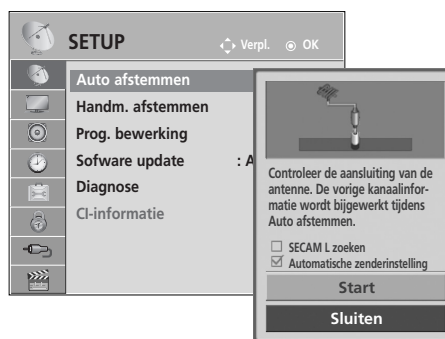 SETUP
Verpl. OK
Auto afstemmen
Handm. afstemmen
Prog. bewerking
Sofware update : A
Diagnose
CI-informatie
Controleer de aansluiting van de
antenne. De vorige kanaalinfor-
matie wordt bijgewerkt tijdens
Auto afstemmen.
SECAM L zoeken
Automatische zenderinstelling
Start
Sluiten